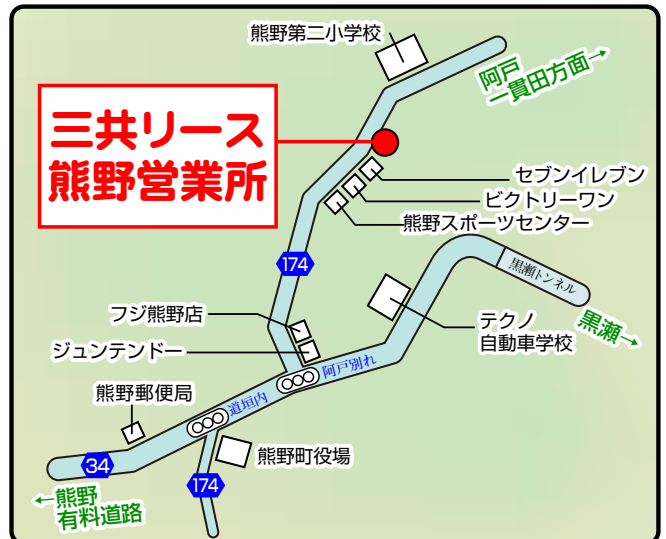 熊野第二小学校
阿戸
一貫田方面→
三共リース
熊野営業所
セブンイレブン
ビクトリーワン
熊野スポーツセンター
174
黒瀬トンネル
フジ熊野店
テクノ
自動車学校
黒瀬→
ジュンテンドー
阿戸別れ
熊野郵便局
道垣内
熊野町役場
34
174
←熊野
有料道路